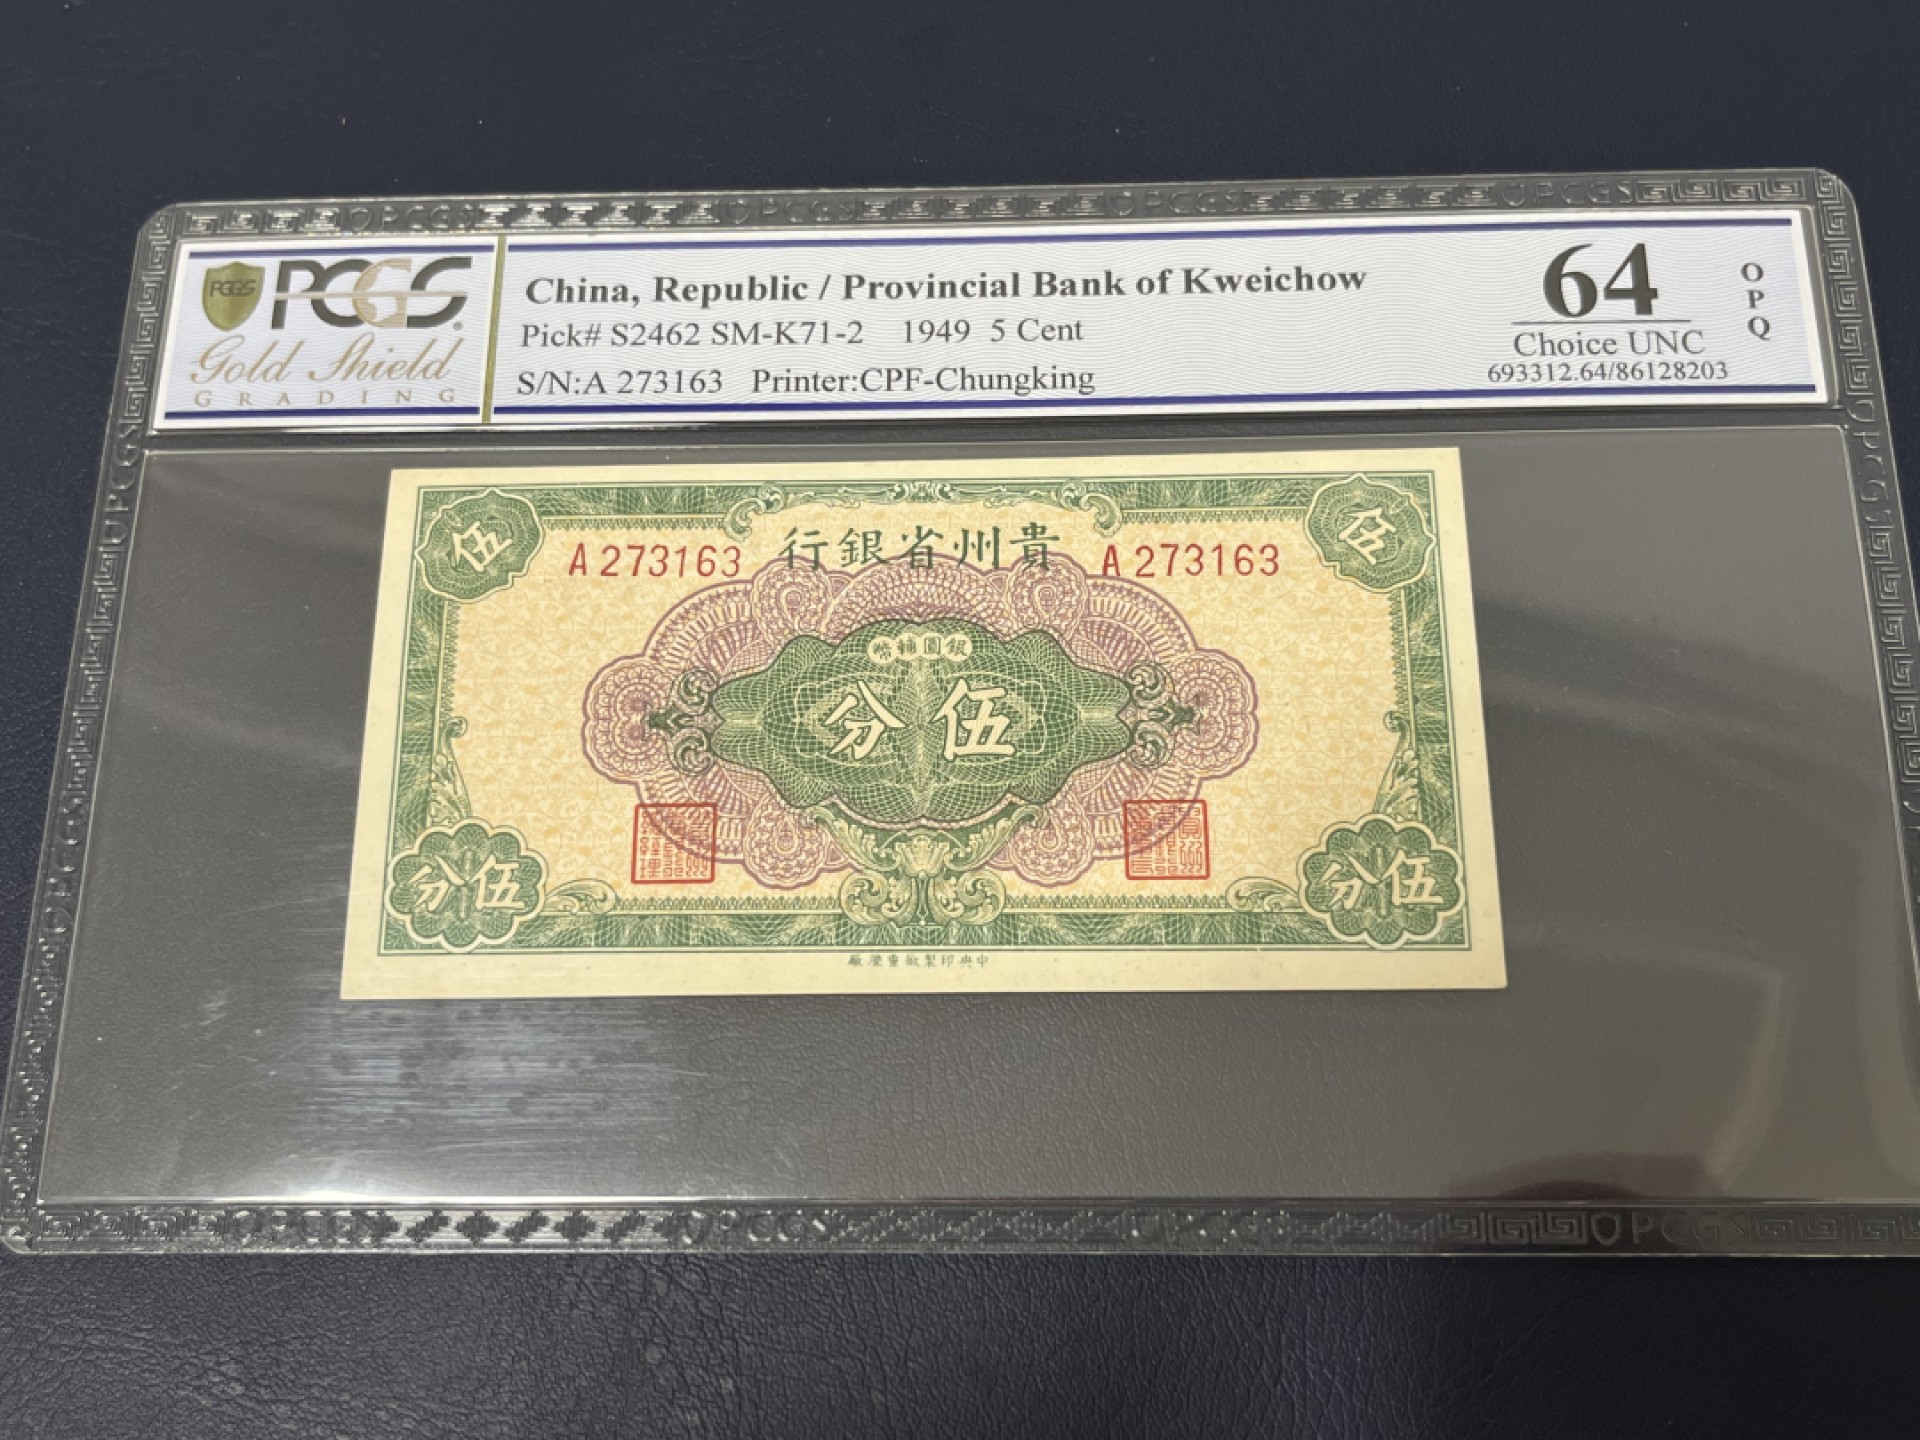 PCGS
PCGS
Gold Shield
GRADING
China, Republic / Provincial Bank of Kweichow
Pick# S2462 SM-K71-2 1949 5 Cent
S/N:A 273163 Printer:CPF-Chungking
64
Choice UNC
693312.64/86128203
OPQ
伍
伍
A 273163
行銀省州貴
A 273163
幣輔圓銀
分伍
分伍
分伍
廠慶重廠製印央中